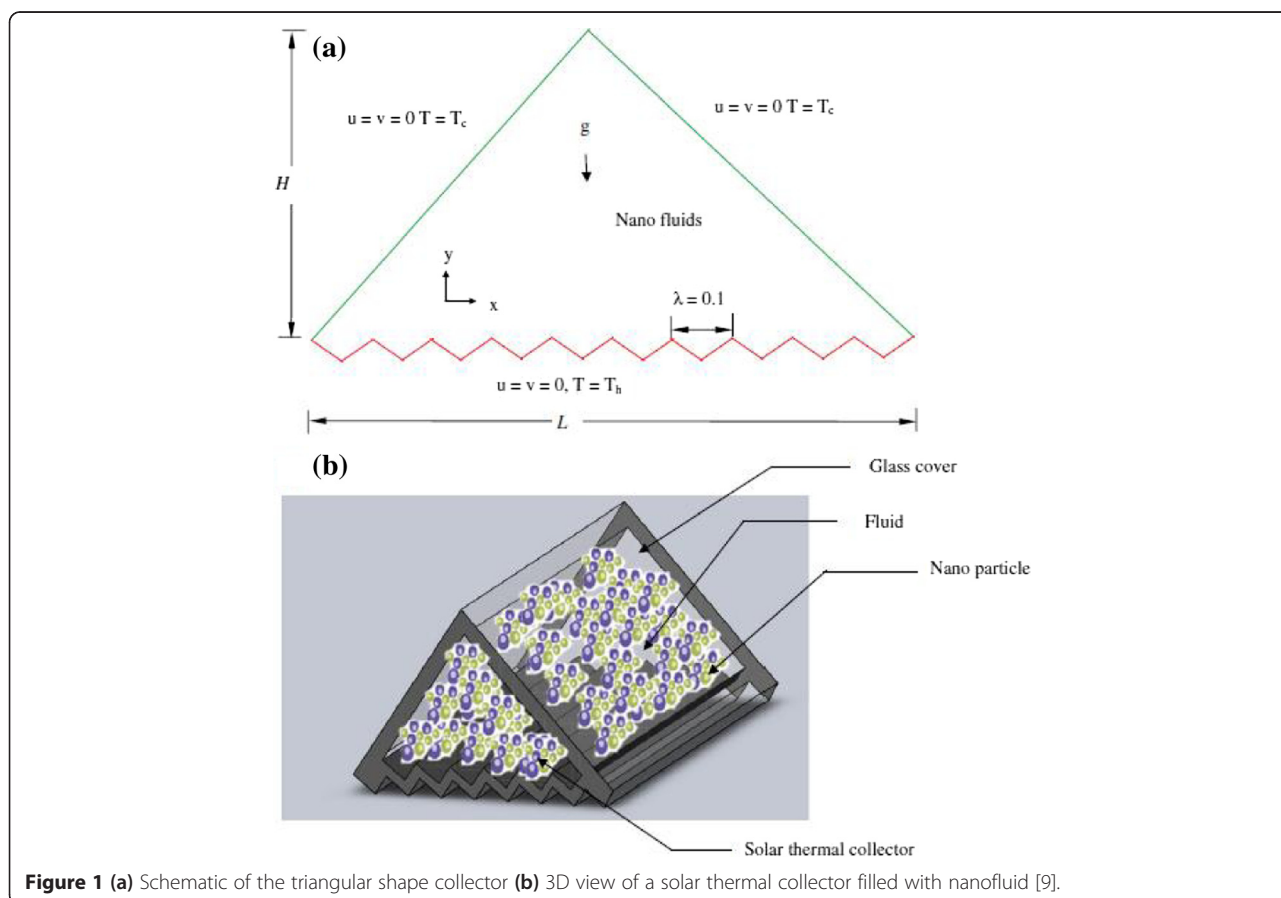 (a)
u = v = 0 T = Tc
u = v = 0 T = Tc
g
H
Nano fluids
y
x
λ = 0.1
u = v = 0, T = Th
L
(b)
Glass cover
Fluid
Nano particle
Solar thermal collector
Figure 1 (a) Schematic of the triangular shape collector (b) 3D view of a solar thermal collector filled with nanofluid [9].